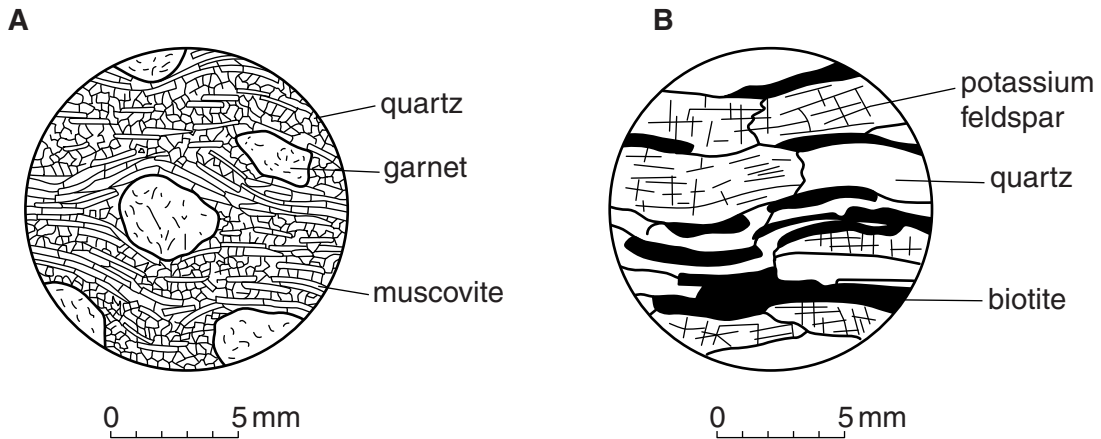 A
B
quartz
garnet
muscovite
potassium
feldspar
quartz
biotite
0 5 mm
0 5 mm